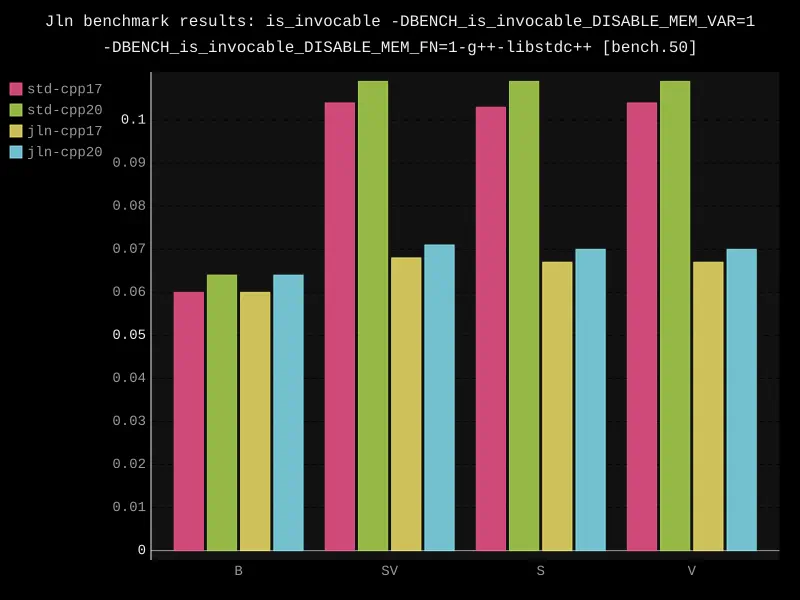 Jln benchmark results: is_invocable -DBENCH_is_invocable_DISABLE_MEM_VAR=1
-DBENCH_is_invocable_DISABLE_MEM_FN=1-g++-libstdc++ [bench.50]
std-cpp17
std-cpp20
jln-cpp17
jln-cpp20
0.1
0.09
0.08
0.07
0.06
0.05
0.04
0.03
0.02
0.01
0
B SV S V